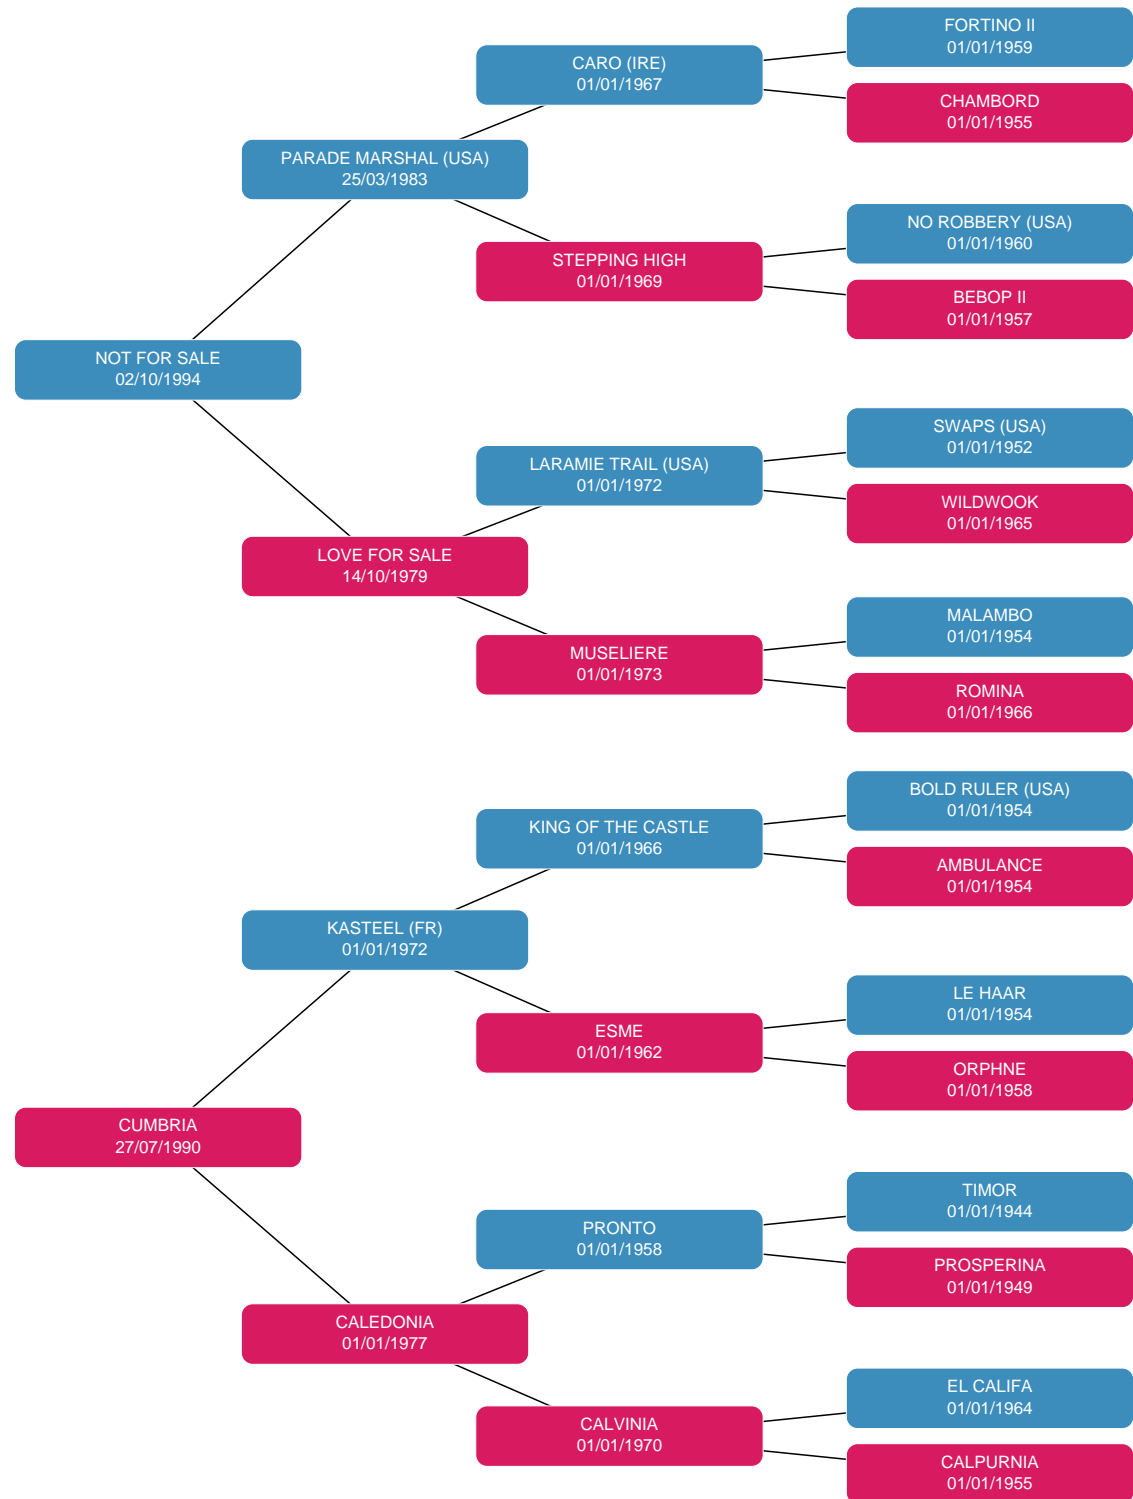 FORTINO II
01/01/1959
CARO (IRE)
01/01/1967
CHAMBORD
01/01/1955
PARADE MARSHAL (USA)
25/03/1983
NO ROBBERY (USA)
01/01/1960
STEPPING HIGH
01/01/1969
BEBOP II
01/01/1957
NOT FOR SALE
02/10/1994
SWAPS (USA)
01/01/1952
LARAMIE TRAIL (USA)
01/01/1972
WILDWOOK
01/01/1965
LOVE FOR SALE
14/10/1979
MALAMBO
01/01/1954
MUSELIERE
01/01/1973
ROMINA
01/01/1966
BOLD RULER (USA)
01/01/1954
KING OF THE CASTLE
01/01/1966
AMBULANCE
01/01/1954
KASTEEL (FR)
01/01/1972
LE HAAR
01/01/1954
ESME
01/01/1962
ORPHNE
01/01/1958
CUMBRIA
27/07/1990
TIMOR
01/01/1944
PRONTO
01/01/1958
PROSPERINA
01/01/1949
CALEDONIA
01/01/1977
EL CALIFA
01/01/1964
CALVINIA
01/01/1970
CALPURNIA
01/01/1955